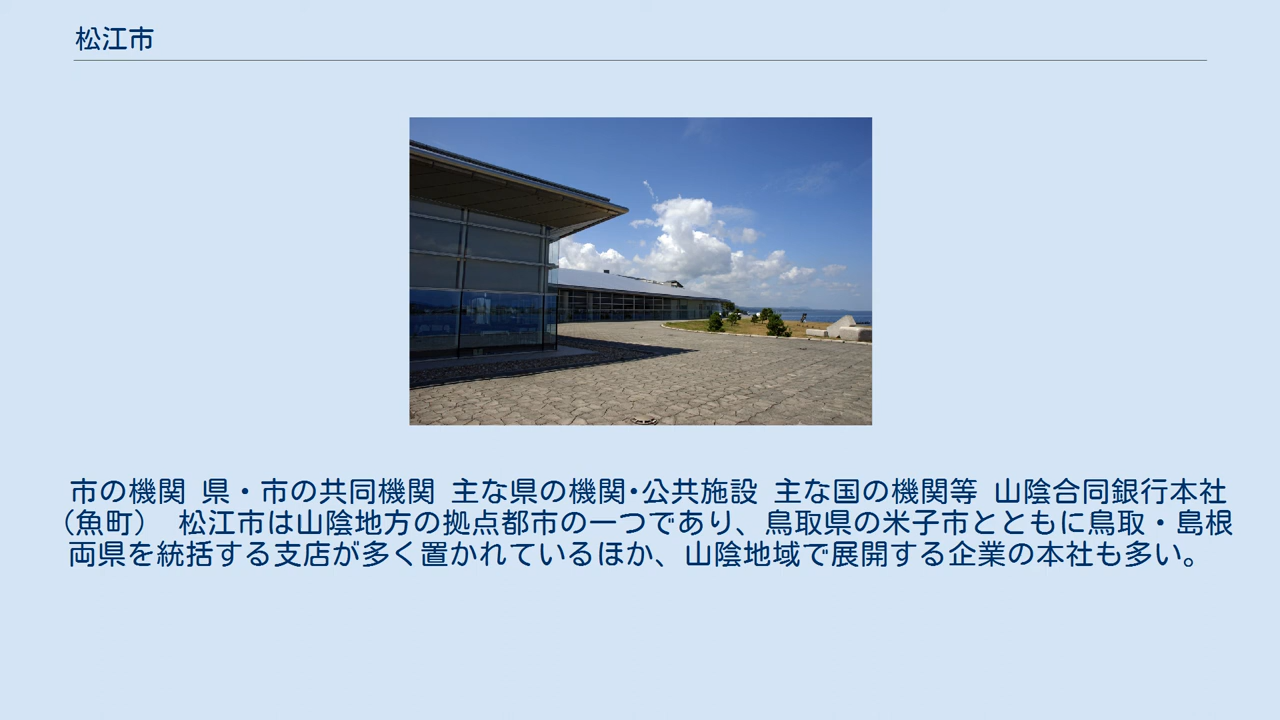 松江市
市の機関 県・市の共同機関 主な県の機関・公共施設 主な国の機関等 山陰合同銀行本社
(魚町) 松江市は山陰地方の拠点都市の一つであり、鳥取県の米子市とともに鳥取・島根
両県を統括する支店が多く置かれているほか、山陰地域で展開する企業の本社も多い。